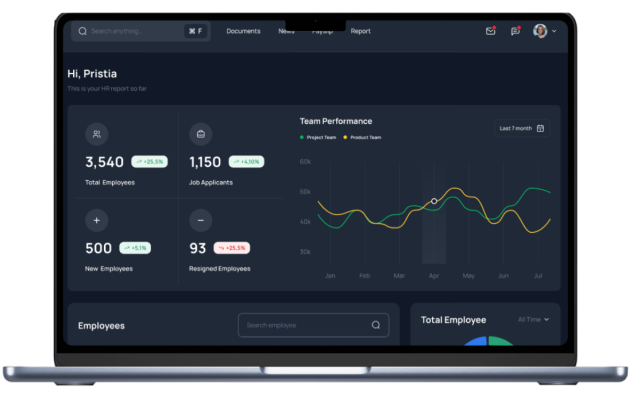 Search anything...
⌘ F
Documents
News
Payslip
Report
Hi, Pristia
This is your HR report so far
3,540
+25,5%
Total Employees
1,150
+4,10%
Job Applicants
500
+5,1%
New Employees
93
+25,5%
Resigned Employees
Team Performance
Project Team
Product Team
Last 7 month
60k
50k
40k
30k
Jan
Feb
Mar
Apr
May
Jun
Jul
Employees
Search employee
Total Employee
All Time